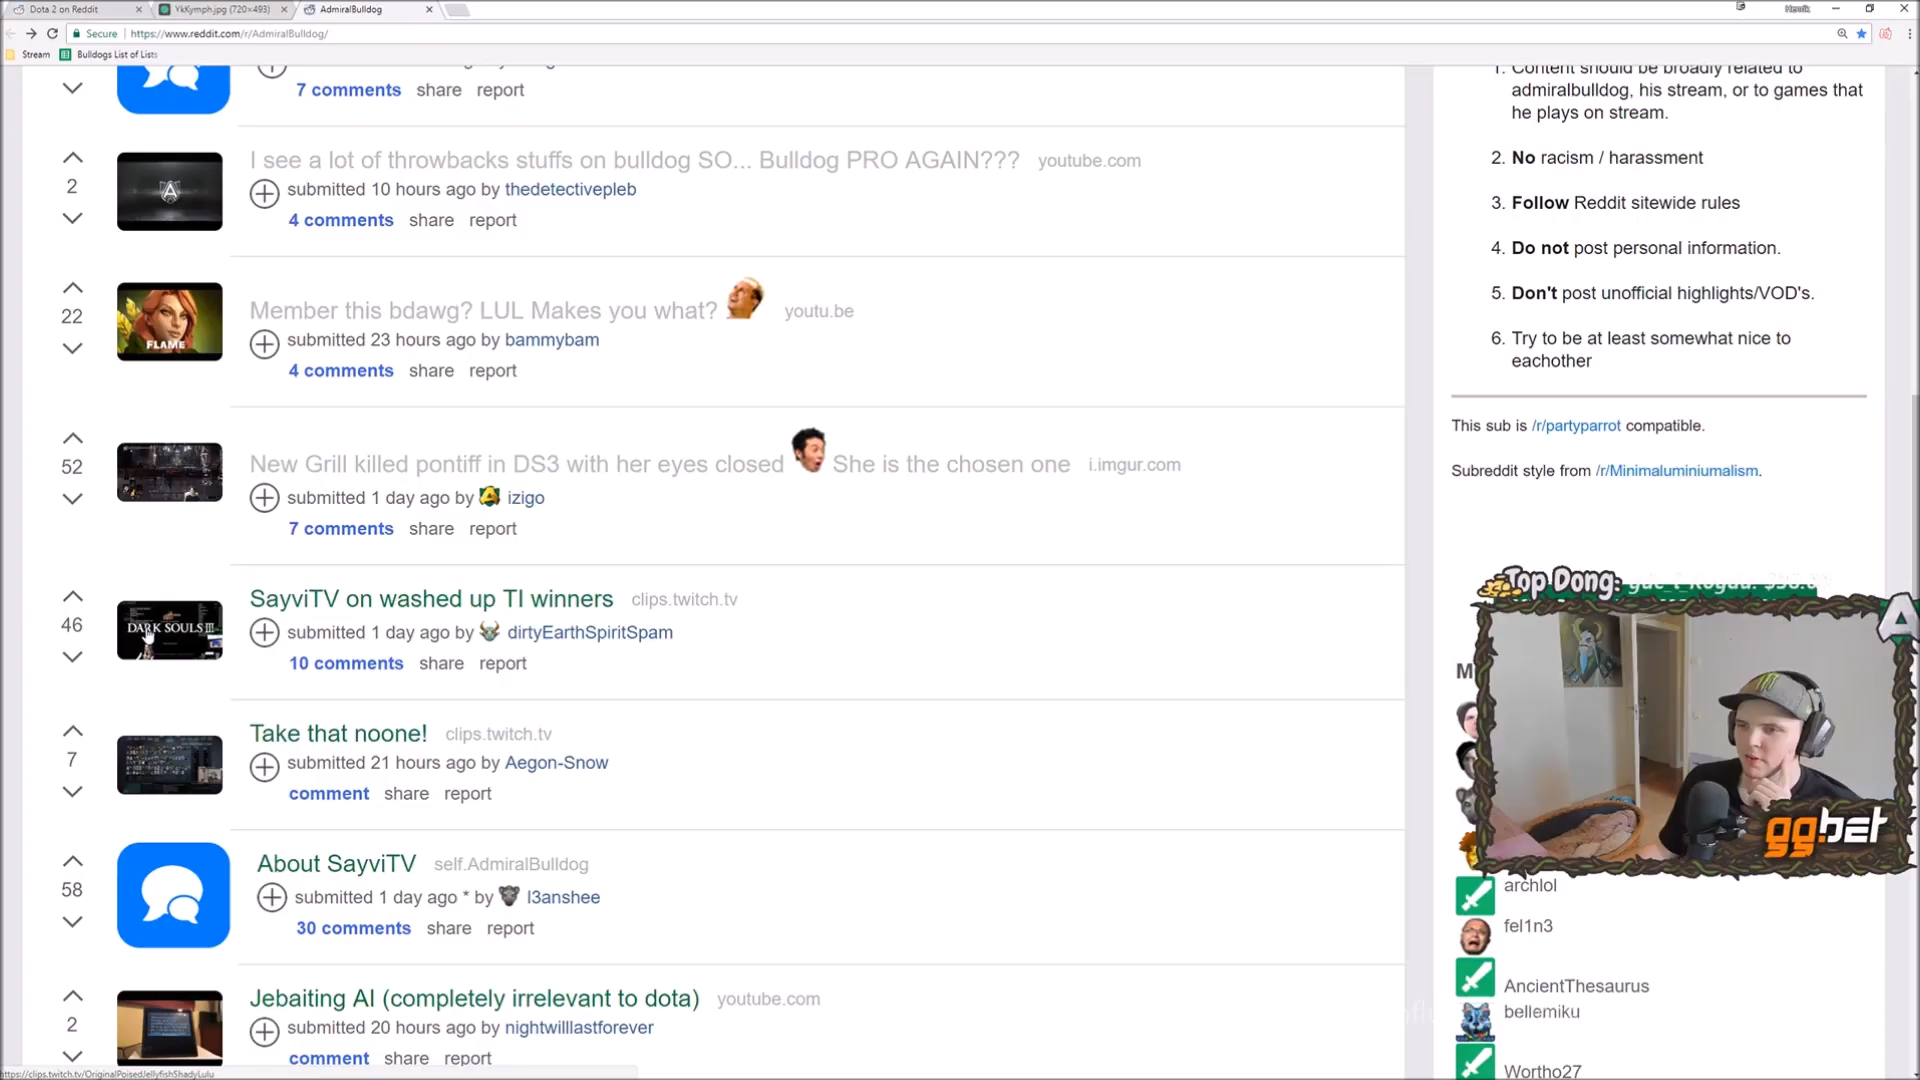 Dota 2 on Reddit
YkKymph.jpg (720×493)
AdmiralBulldog
Henrik
Secure
https://www.reddit.com/r/AdmiralBulldog/
Stream
Bulldogs List of Lists
7 comments share report
2
I see a lot of throwbacks stuffs on bulldog SO... Bulldog PRO AGAIN??? youtube.com
submitted 10 hours ago by thedetectivepleb
4 comments share report
22
FLAME
Member this bdawg? LUL Makes you what? youtu.be
submitted 23 hours ago by bammybam
4 comments share report
52
New Grill killed pontiff in DS3 with her eyes closed She is the chosen one i.imgur.com
submitted 1 day ago by izigo
7 comments share report
46
DARK SOULS III
SayviTV on washed up TI winners clips.twitch.tv
submitted 1 day ago by dirtyEarthSpiritSpam
10 comments share report
7
Take that noone! clips.twitch.tv
submitted 21 hours ago by Aegon-Snow
comment share report
58
About SayviTV self.AdmiralBulldog
submitted 1 day ago * by l3anshee
30 comments share report
2
Jebaiting AI (completely irrelevant to dota) youtube.com
submitted 20 hours ago by nightwilllastforever
comment share report
https://clips.twitch.tv/OriginalPoisedJellyfishShadyLulu
1. Content should be broadly related to
admiralbulldog, his stream, or to games that
he plays on stream.
2. No racism / harassment
3. Follow Reddit sitewide rules
4. Do not post personal information.
5. Don't post unofficial highlights/VOD's.
6. Try to be at least somewhat nice to
eachother
This sub is /r/partyparrot compatible.
Subreddit style from /r/Minimaluminiumalism.
Top Dong:
M
A
gg.bet
archlol
fel1n3
AncientThesaurus
bellemiku
Wortho27